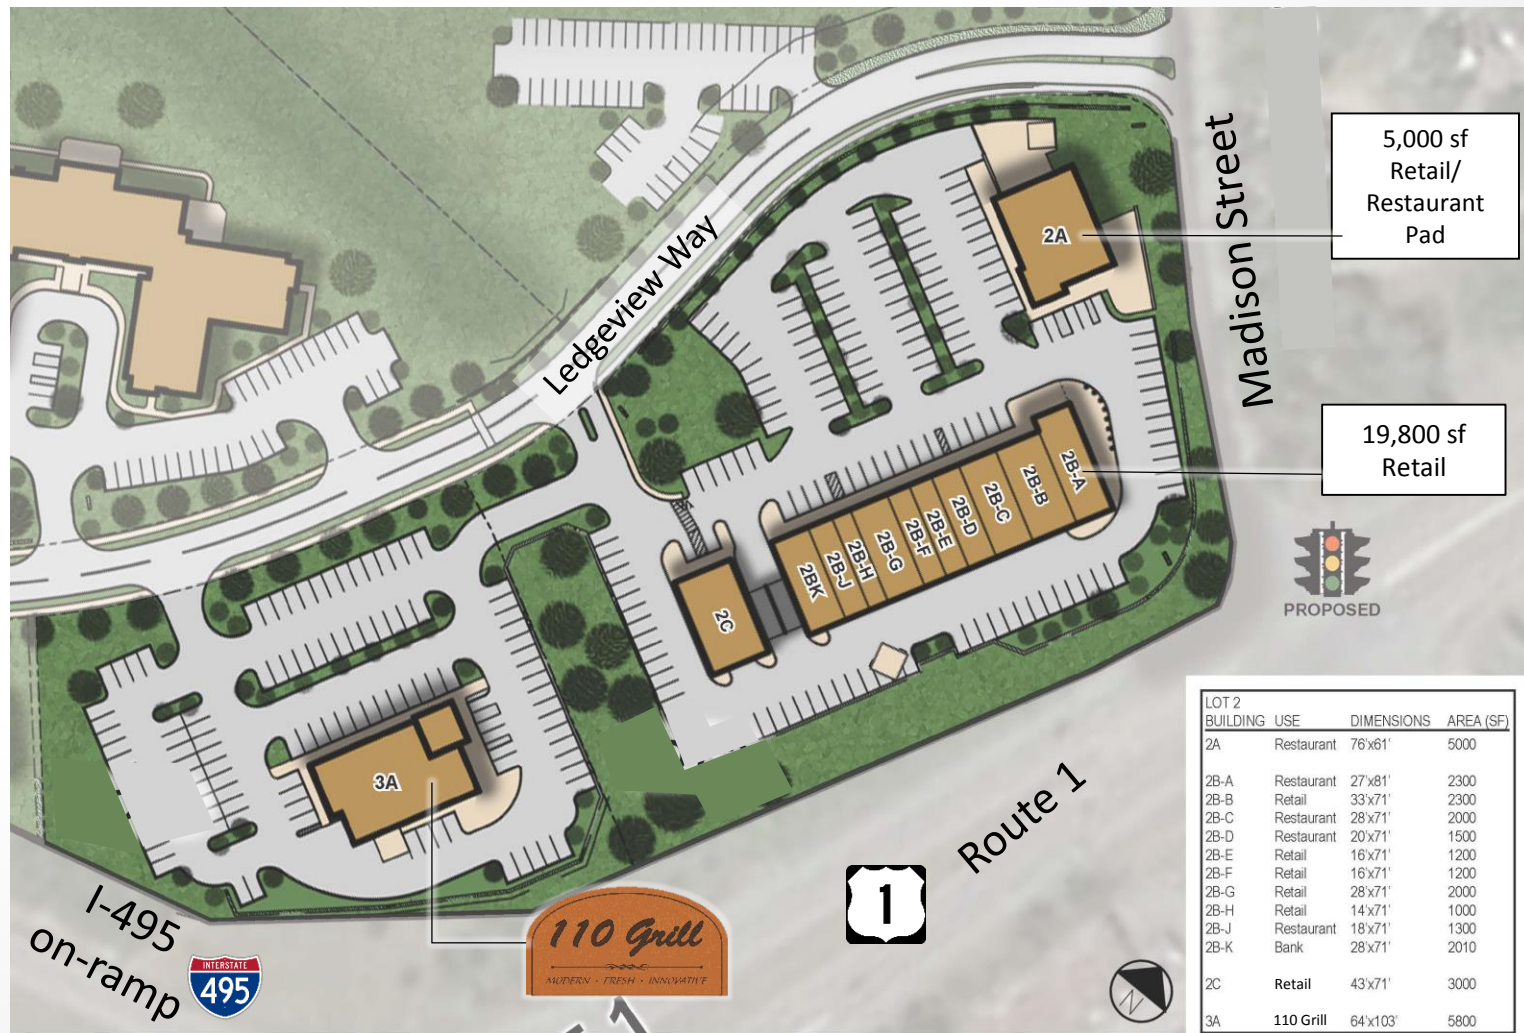 5,000 sf
Retail/
Restaurant
Pad
Madison Street
2A
Ledgeview Way
19,800 sf
Retail
2B-A
2B-B
2B-C
2B-D
2B-E
2B-F
2B-G
2B-H
2B-J
2BK
2C
PROPOSED
3A
Route 1
1
I-495
on-ramp
INTERSTATE
495
110 Grill
MODERN · FRESH · INNOVATIVE
N
LOT 2
BUILDING USE DIMENSIONS AREA (SF)
2A Restaurant 76'x61' 5000
2B-A Restaurant 27'x81' 2300
2B-B Retail 33'x71' 2300
2B-C Restaurant 28'x71' 2000
2B-D Restaurant 20'x71' 1500
2B-E Retail 16'x71' 1200
2B-F Retail 16'x71' 1200
2B-G Retail 28'x71' 2000
2B-H Retail 14'x71' 1000
2B-J Restaurant 18'x71' 1300
2B-K Bank 28'x71' 2010
2C Retail 43'x71' 3000
3A 110 Grill 64'x103' 5800